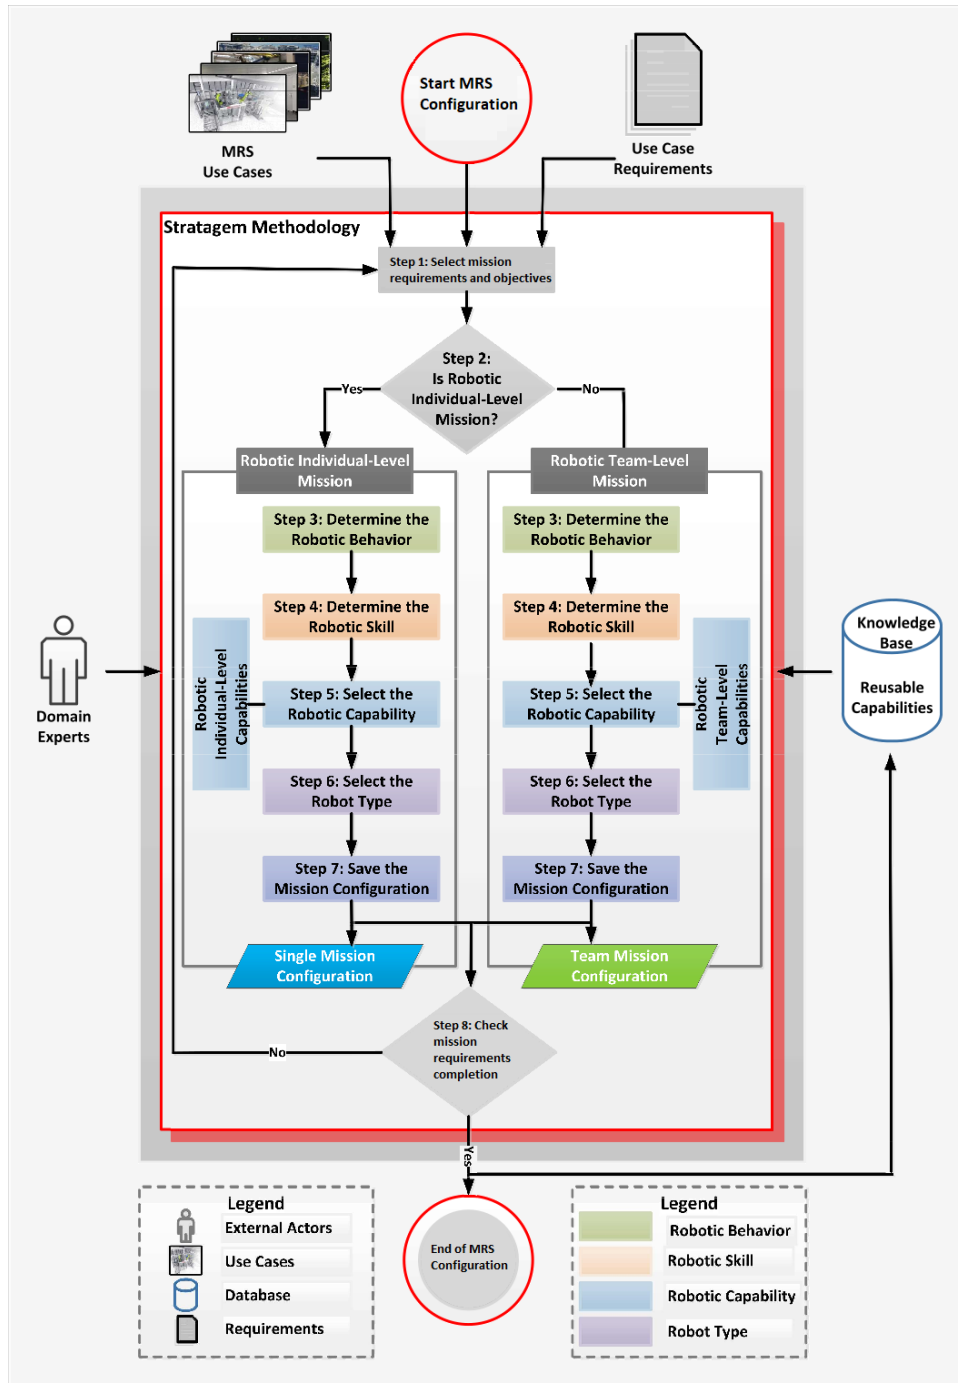 MRS
Use Cases
Start MRS
Configuration
Use Case
Requirements
Stratagem Methodology
Step 1: Select mission
requirements and objectives
Step 2:
Is Robotic
Individual-Level
Mission?
Yes
No
Robotic Individual-Level
Mission
Robotic Team-Level
Mission
Step 3: Determine the
Robotic Behavior
Step 3: Determine the
Robotic Behavior
Step 4: Determine the
Robotic Skill
Step 4: Determine the
Robotic Skill
Robotic
Individual-Level
Capabilities
Step 5: Select the
Robotic Capability
Step 5: Select the
Robotic Capability
Robotic
Team-Level
Capabilities
Step 6: Select the
Robot Type
Step 6: Select the
Robot Type
Step 7: Save the
Mission Configuration
Step 7: Save the
Mission Configuration
Single Mission
Configuration
Team Mission
Configuration
Domain
Experts
Knowledge
Base
Reusable
Capabilities
Step 8: Check
mission
requirements
completion
No
Yes
End of MRS
Configuration
Legend
External Actors
Use Cases
Database
Requirements
Legend
Robotic Behavior
Robotic Skill
Robotic Capability
Robot Type